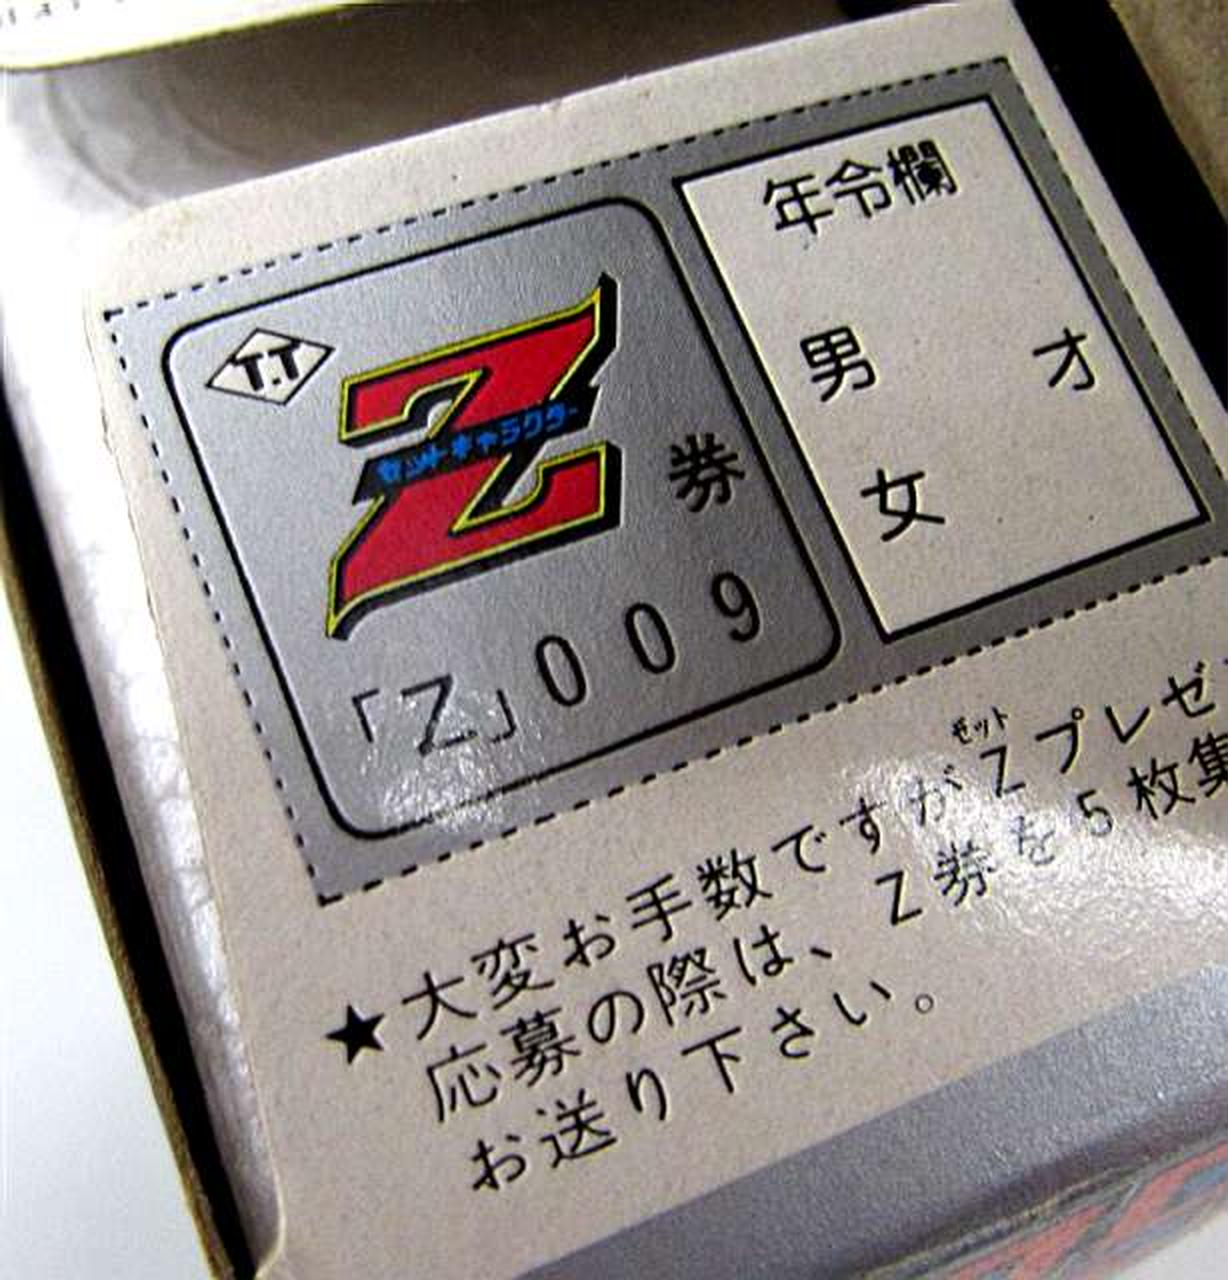 T.T
Z
ゼットキャラクター
券
「Z」009
年令欄
男 才
女
★大変お手数ですがZプレゼ
ゼット
応募の際は、Z券を5枚集
お送り下さい。